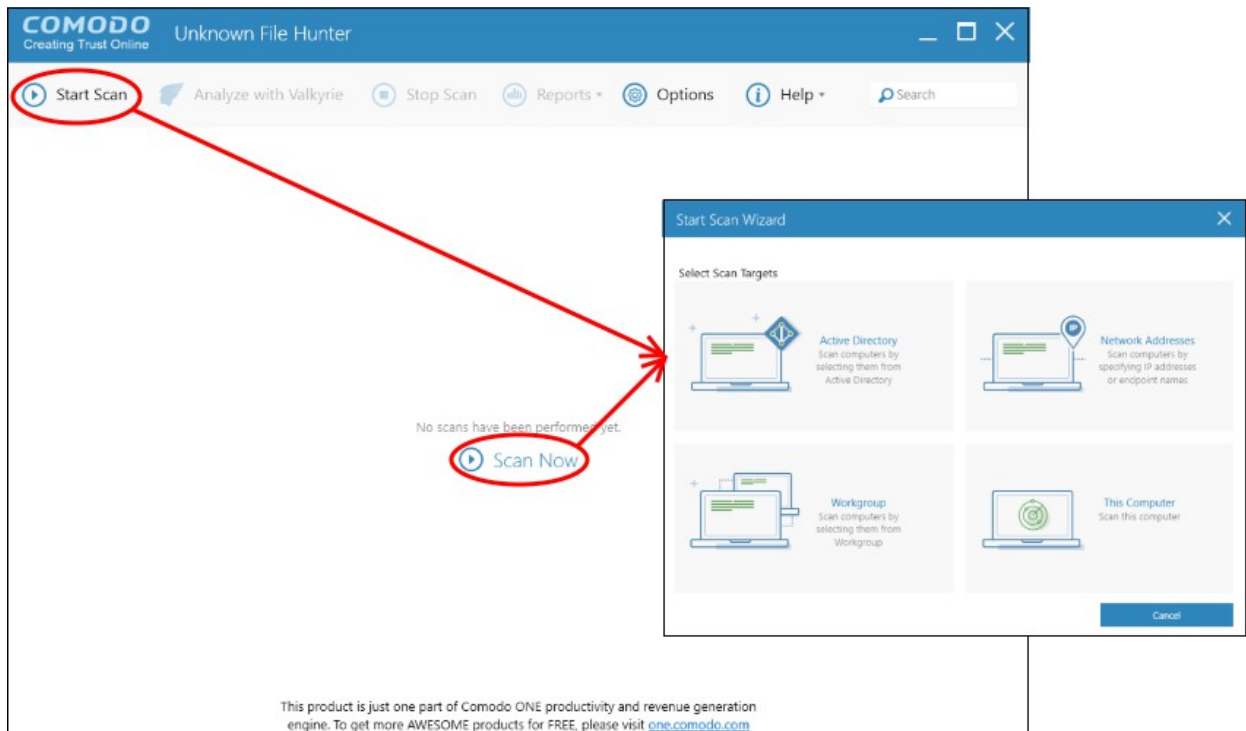 COMODO
Creating Trust Online
Unknown File Hunter
Start Scan
Analyze with Valkyrie
Stop Scan
Reports
Options
Help
Search
Start Scan Wizard
Select Scan Targets
Active Directory
Scan computers by
selecting them from
Active Directory
IP
Network Addresses
Scan computers by
specifying IP addresses
or endpoint names
No scans have been performed yet.
Scan Now
Workgroup
Scan computers by
selecting them from
Workgroup
This Computer
Scan this computer
Cancel
This product is just one part of Comodo ONE productivity and revenue generation
engine. To get more AWESOME products for FREE, please visit one.comodo.com